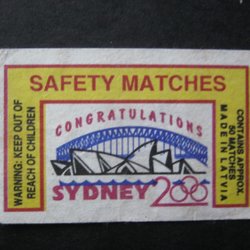 SAFETY MATCHES
WARNING: KEEP OUT OF
REACH OF CHILDREN
CONGRATULATIONS
SYDNEY 2000
CONTAINS APPROX.
50 MATCHES
MADE IN LATVIA